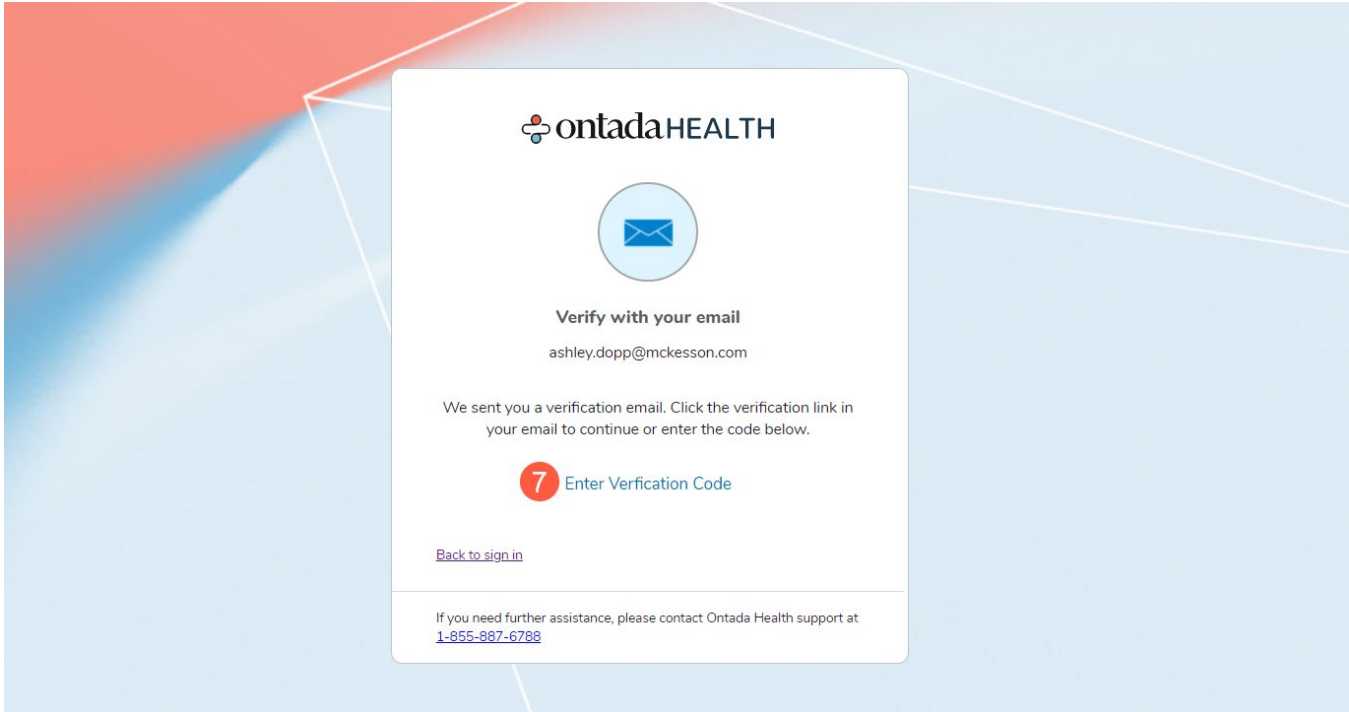 ontada HEALTH
Verify with your email
ashley.dopp@mckesson.com
We sent you a verification email. Click the verification link in
your email to continue or enter the code below.
7 Enter Verfication Code
Back to sign in
If you need further assistance, please contact Ontada Health support at
1-855-887-6788